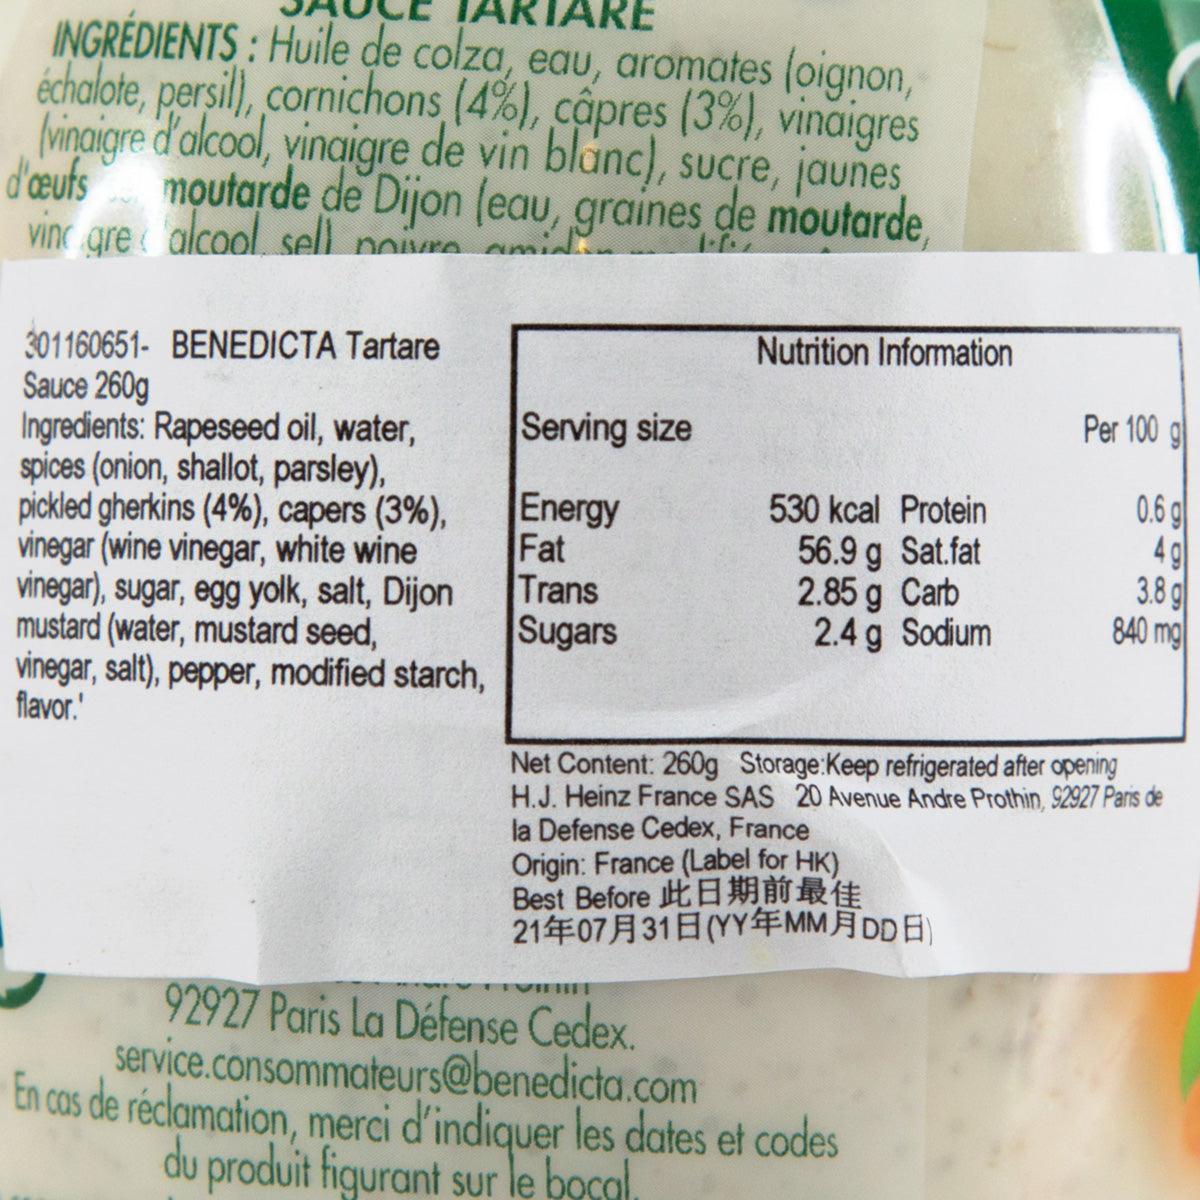 SAUCE TARTARE
INGRÉDIENTS : Huile de colza, eau, aromates (oignon,
échalote, persil), cornichons (4%), câpres (3%), vinaigres
(vinaigre d'alcool, vinaigre de vin blanc), sucre, jaunes
d'œufs moutarde de Dijon (eau, graines de moutarde,
vinaigre d'alcool, sel), poivre
301160651- BENEDICTA Tartare
Sauce 260g
Ingredients: Rapeseed oil, water,
spices (onion, shallot, parsley),
pickled gherkins (4%), capers (3%),
vinegar (wine vinegar, white wine
vinegar), sugar, egg yolk, salt, Dijon
mustard (water, mustard seed,
vinegar, salt), pepper, modified starch,
flavor.'
Nutrition Information
Serving size Per 100 g
Energy 530 kcal Protein 0.6 g
Fat 56.9 g Sat.fat 4 g
Trans 2.85 g Carb 3.8 g
Sugars 2.4 g Sodium 840 mg
Net Content: 260g Storage:Keep refrigerated after opening
H.J. Heinz France SAS 20 Avenue Andre Prothin, 92927 Paris de
la Defense Cedex, France
Origin: France (Label for HK)
Best Before 此日期前最佳
21年07月31日(YY年MM月DD日)
92927 Paris La Défense Cedex.
service.consommateurs@benedicta.com
En cas de réclamation, merci d'indiquer les dates et codes
du produit figurant sur le bocal.